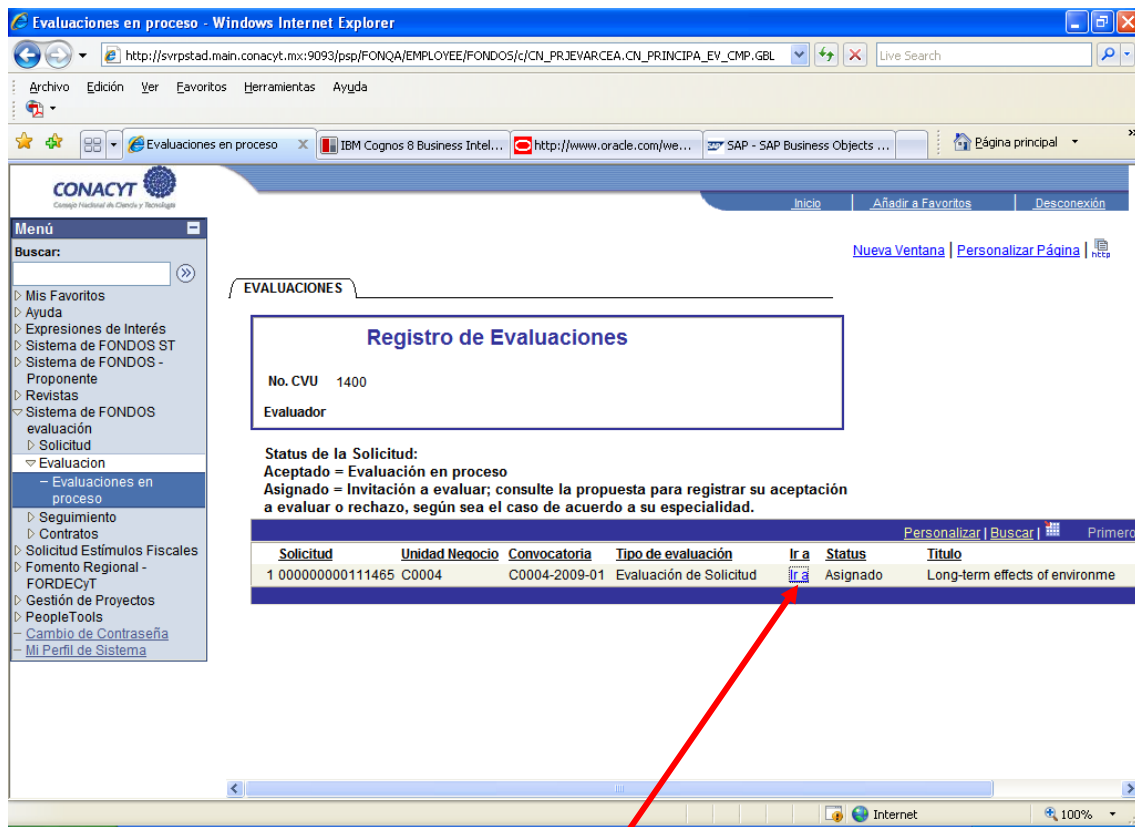 Evaluaciones en proceso - Windows Internet Explorer
http://svrpstad.main.conacyt.mx:9093/psp/FONQA/EMPLOYEE/FONDOS/c/CN_PRJEVARCEA.CN_PRINCIPA_EV_CMP.GBL
Live Search
Archivo Edición Ver Favoritos Herramientas Ayuda
Evaluaciones en proceso
IBM Cognos 8 Business Intel...
http://www.oracle.com/we...
SAP - SAP Business Objects ...
Página principal
CONACYT
Consejo Nacional de Ciencia y Tecnología
Inicio Añadir a Favoritos Desconexión
Menú
Buscar:
Mis Favoritos
Ayuda
Expresiones de Interés
Sistema de FONDOS ST
Sistema de FONDOS -
Proponente
Revistas
Sistema de FONDOS
evaluación
Solicitud
Evaluacion
– Evaluaciones en
proceso
Seguimiento
Contratos
Solicitud Estímulos Fiscales
Fomento Regional -
FORDECyT
Gestión de Proyectos
PeopleTools
– Cambio de Contraseña
– Mi Perfil de Sistema
Nueva Ventana | Personalizar Página | http
EVALUACIONES
Registro de Evaluaciones
No. CVU 1400
Evaluador
Status de la Solicitud:
Aceptado = Evaluación en proceso
Asignado = Invitación a evaluar; consulte la propuesta para registrar su aceptación
a evaluar o rechazo, según sea el caso de acuerdo a su especialidad.
Personalizar | Buscar | Primero
Solicitud Unidad Negocio Convocatoria Tipo de evaluación Ir a Status Titulo
1 000000000111465 C0004 C0004-2009-01 Evaluación de Solicitud Ir a Asignado Long-term effects of environme
Internet 100%